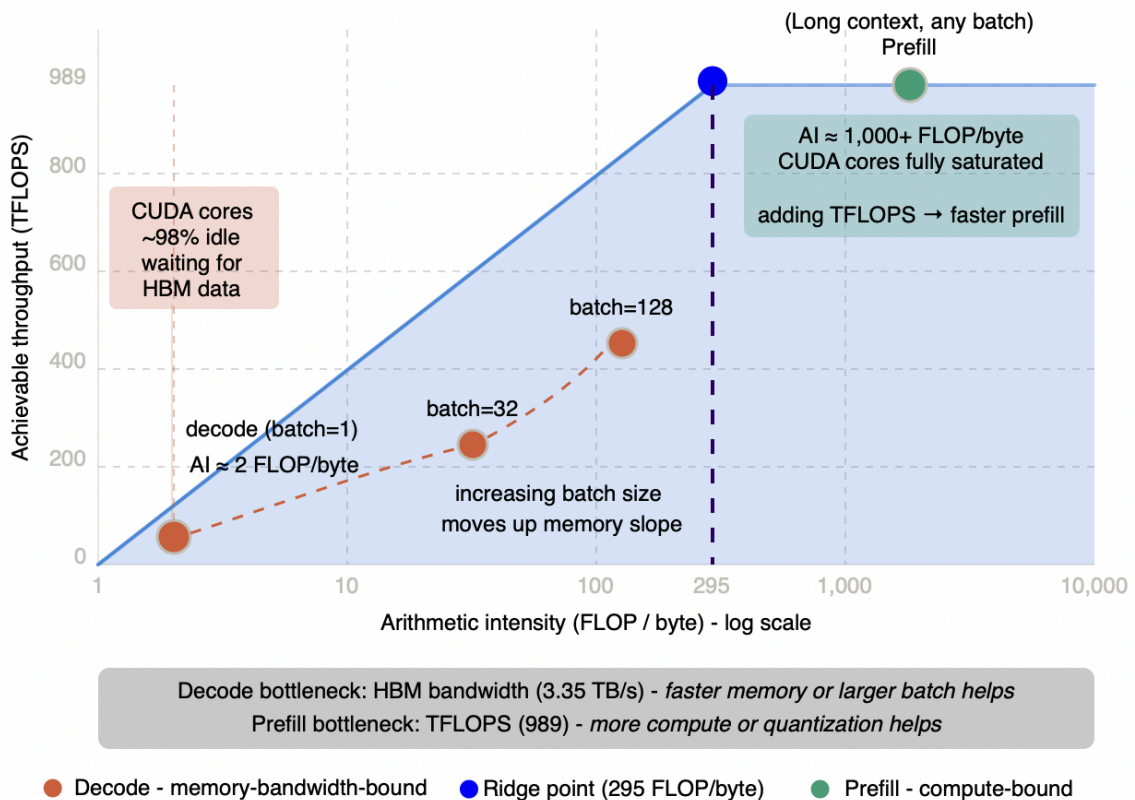 (Long context, any batch)
Prefill
989
800
600
400
200
0
Achievable throughput (TFLOPS)
CUDA cores
~98% idle
waiting for
HBM data
AI ≈ 1,000+ FLOP/byte
CUDA cores fully saturated
adding TFLOPS → faster prefill
batch=128
batch=32
decode (batch=1)
AI ≈ 2 FLOP/byte
increasing batch size
moves up memory slope
1
10
100
295
1,000
10,000
Arithmetic intensity (FLOP / byte) - log scale
Decode bottleneck: HBM bandwidth (3.35 TB/s) - faster memory or larger batch helps
Prefill bottleneck: TFLOPS (989) - more compute or quantization helps
Decode - memory-bandwidth-bound
Ridge point (295 FLOP/byte)
Prefill - compute-bound